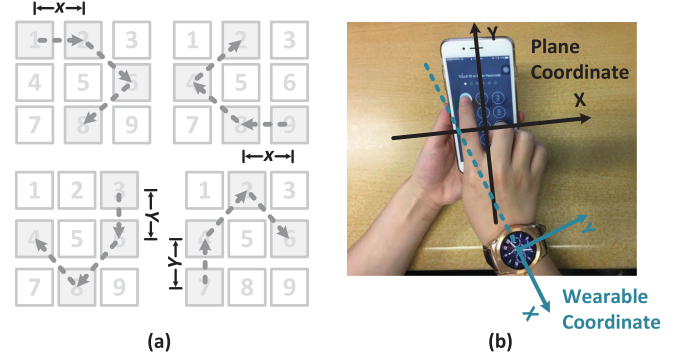 x
1 2 3
4 5 6
7 8 9
1 2 3
4 5 6
7 8 9
x
1 2 3
4 5 6
7 8 9
Y
1 2 3
4 5 6
7 8 9
Y
(a)
Y
Plane
Coordinate
X
Y
X
Wearable
Coordinate
(b)